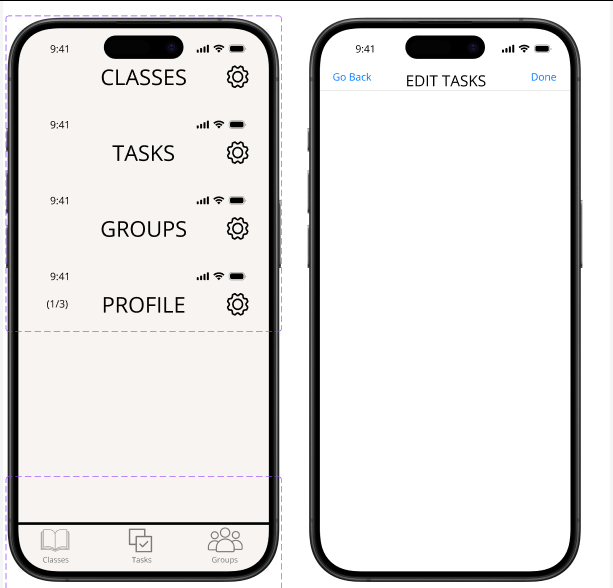 9:41
CLASSES
9:41
TASKS
9:41
GROUPS
9:41
(1/3) PROFILE
Classes Tasks Groups
9:41
Go Back EDIT TASKS Done